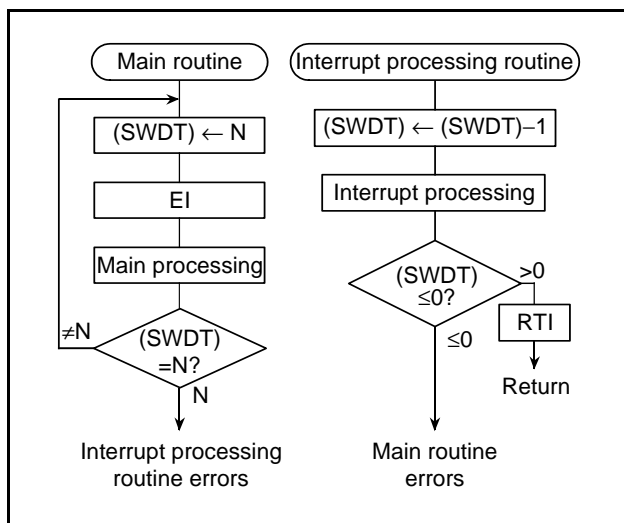 Main routine
(SWDT) ← N
EI
Main processing
(SWDT)
=N?
≠N
N
Interrupt processing
routine errors
Interrupt processing routine
(SWDT) ← (SWDT)–1
Interrupt processing
(SWDT)
≤0?
>0
≤0
RTI
Return
Main routine
errors